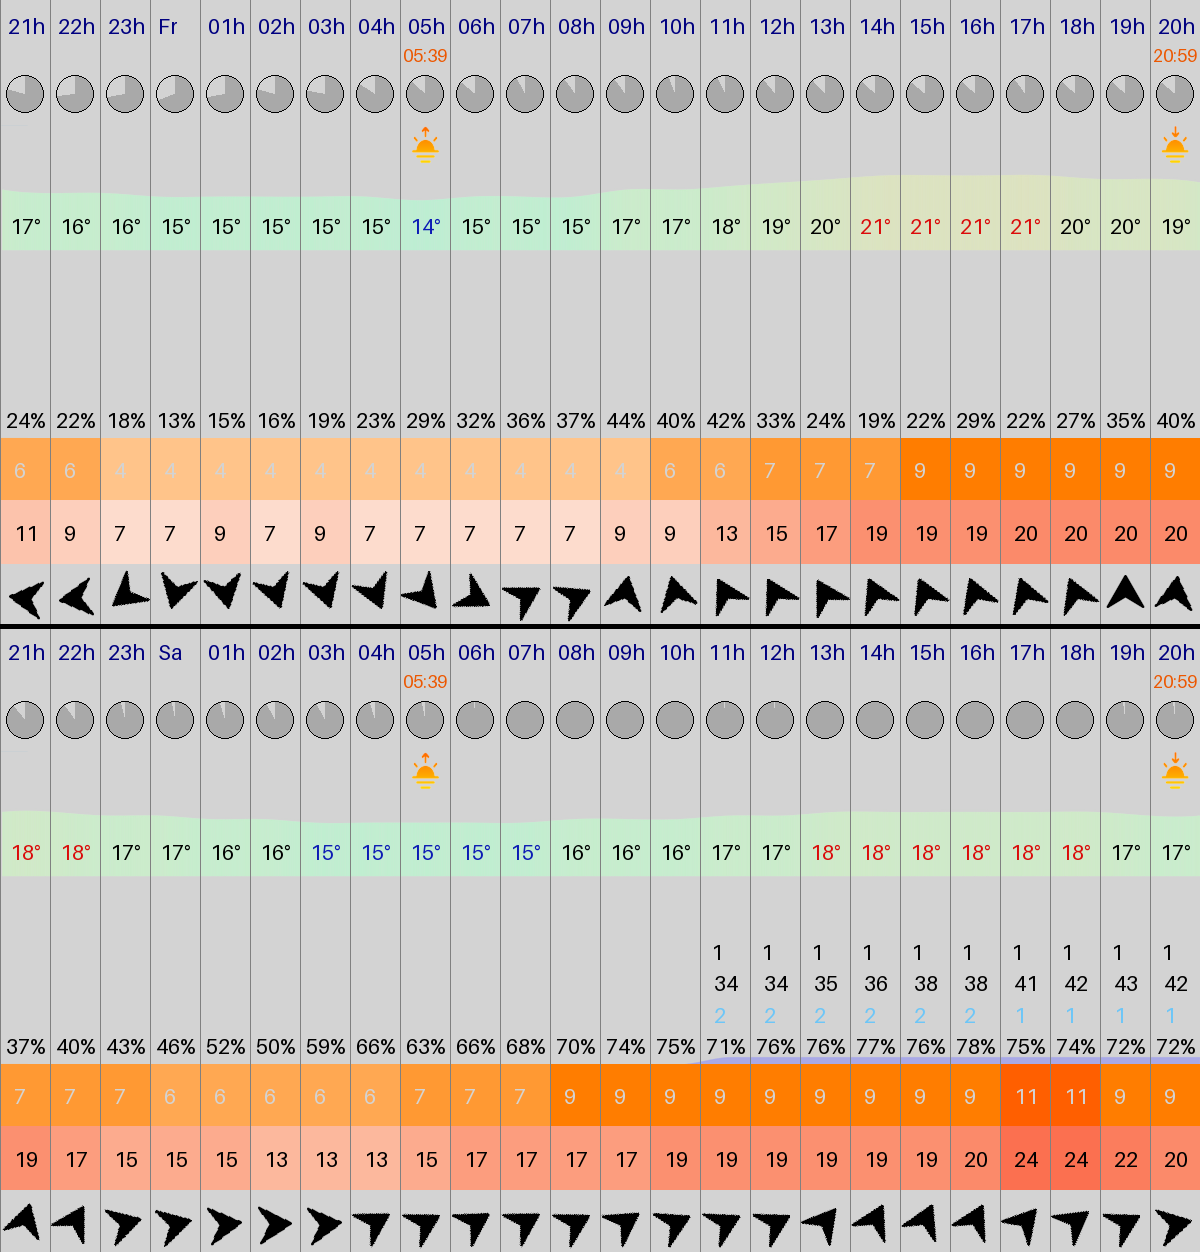 21h 22h 23h Fr 01h 02h 03h 04h 05h 06h 07h 08h 09h 10h 11h 12h 13h 14h 15h 16h 17h 18h 19h 20h
05:39 20:59
17° 16° 16° 15° 15° 15° 15° 15° 14° 15° 15° 15° 17° 17° 18° 19° 20° 21° 21° 21° 21° 20° 20° 19°
24% 22% 18% 13% 15% 16% 19% 23% 29% 32% 36% 37% 44% 40% 42% 33% 24% 19% 22% 29% 22% 27% 35% 40%
6 6 4 4 4 4 4 4 4 4 4 4 4 6 6 7 7 7 9 9 9 9 9 9
11 9 7 7 9 7 9 7 7 7 7 7 9 9 13 15 17 19 19 19 20 20 20 20
21h 22h 23h Sa 01h 02h 03h 04h 05h 06h 07h 08h 09h 10h 11h 12h 13h 14h 15h 16h 17h 18h 19h 20h
05:39 20:59
18° 18° 17° 17° 16° 16° 15° 15° 15° 15° 15° 16° 16° 16° 17° 17° 18° 18° 18° 18° 18° 18° 17° 17°
1 1 1 1 1 1 1 1 1 1
34 34 35 36 38 38 41 42 43 42
2 2 2 2 2 2 1 1 1 1
37% 40% 43% 46% 52% 50% 59% 66% 63% 66% 68% 70% 74% 75% 71% 76% 76% 77% 76% 78% 75% 74% 72% 72%
7 7 7 6 6 6 6 6 7 7 7 9 9 9 9 9 9 9 9 9 11 11 9 9
19 17 15 15 15 13 13 13 15 17 17 17 17 19 19 19 19 19 19 20 24 24 22 20